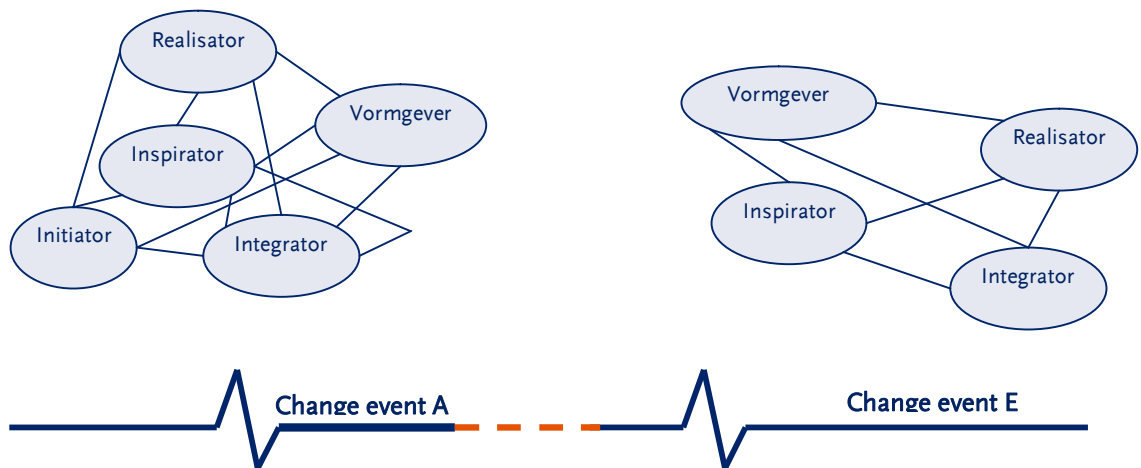 Realisator
Vormgever
Inspirator
Initiator
Integrator
Vormgever
Realisator
Inspirator
Integrator
Change event A
Change event E